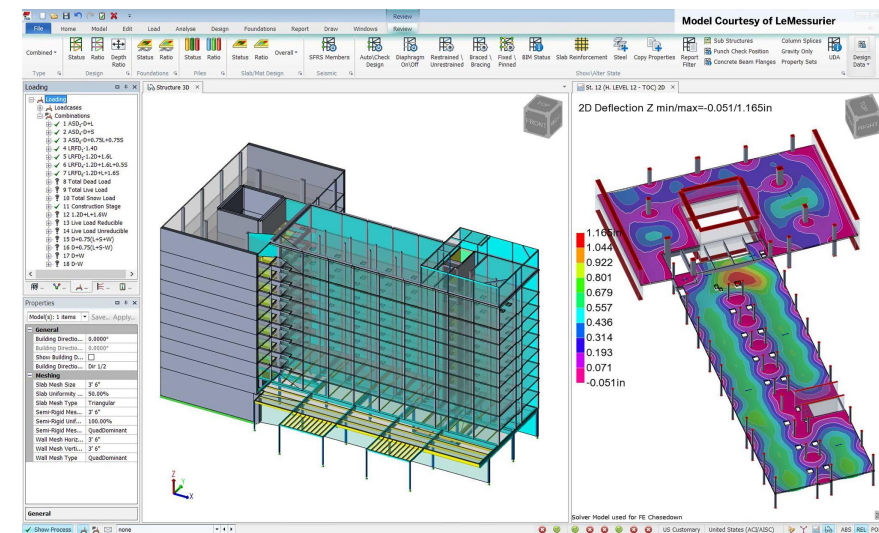 Review
Model Courtesy of LeMessurier
File Home Model Edit Load Analyse Design Foundations Report Draw Windows Review
Combined
Status Ratio Depth Ratio
Status Ratio
Status Ratio
Status Ratio Overall
SFRS Members
Auto\Check Design
Diaphragm On\Off
Restrained \ Unrestrained
Braced \ Bracing
Fixed \ Pinned
BIM Status
Slab Reinforcement
Steel
Copy Properties
Report Filter
Sub Structures
Punch Check Position
Concrete Beam Flanges
Column Splices
Gravity Only
Property Sets
UDA
Design Data
Type Design Foundations Piles Slab/Mat Design Seismic Show\Alter State
Loading
Structure 3D
St. 12 (H. LEVEL 12 - TOC) 2D
Loading
Loadcases
Combinations
1 ASD₁-D+L
2 ASD₂-D+S
3 ASD₃-D+0.75L+0.75S
4 LRFD₁-1.4D
5 LRFD₂-1.2D+1.6L
6 LRFD₂-1.2D+1.6L+0.5S
7 LRFD₃-1.2D+L+1.6S
8 Total Dead Load
9 Total Live Load
10 Total Snow Load
11 Construction Stage
12 1.2D+L+1.6W
13 Live Load Reducible
14 Live Load Unreducible
15 D+0.75(L+S+W)
16 D+0.75(L+S-W)
17 D+W
18 D-W
Properties
Model(s): 1 items Save... Apply...
General
Building Directio... 0.0000°
Building Directio... 0.0000°
Show Building D...
Building Directio... Dir 1/2
Meshing
Slab Mesh Size 3' 6"
Slab Uniformity ... 50.00%
Slab Mesh Type Triangular
Semi-Rigid Mes... 3' 6"
Semi-Rigid Unif... 100.00%
Semi-Rigid Mes... QuadDominant
Wall Mesh Horiz... 3' 6"
Wall Mesh Verti... 3' 6"
Wall Mesh Type QuadDominant
General
FRONT
Z
Y
X
2D Deflection Z min/max=-0.051/1.165in
RIGHT
1.165in
1.044
0.922
0.801
0.679
0.557
0.436
0.314
0.193
0.071
-0.051in
Solver Model used for FE Chasedown
Show Process none US Customary United States (ACI/AISC) ABS REL PO